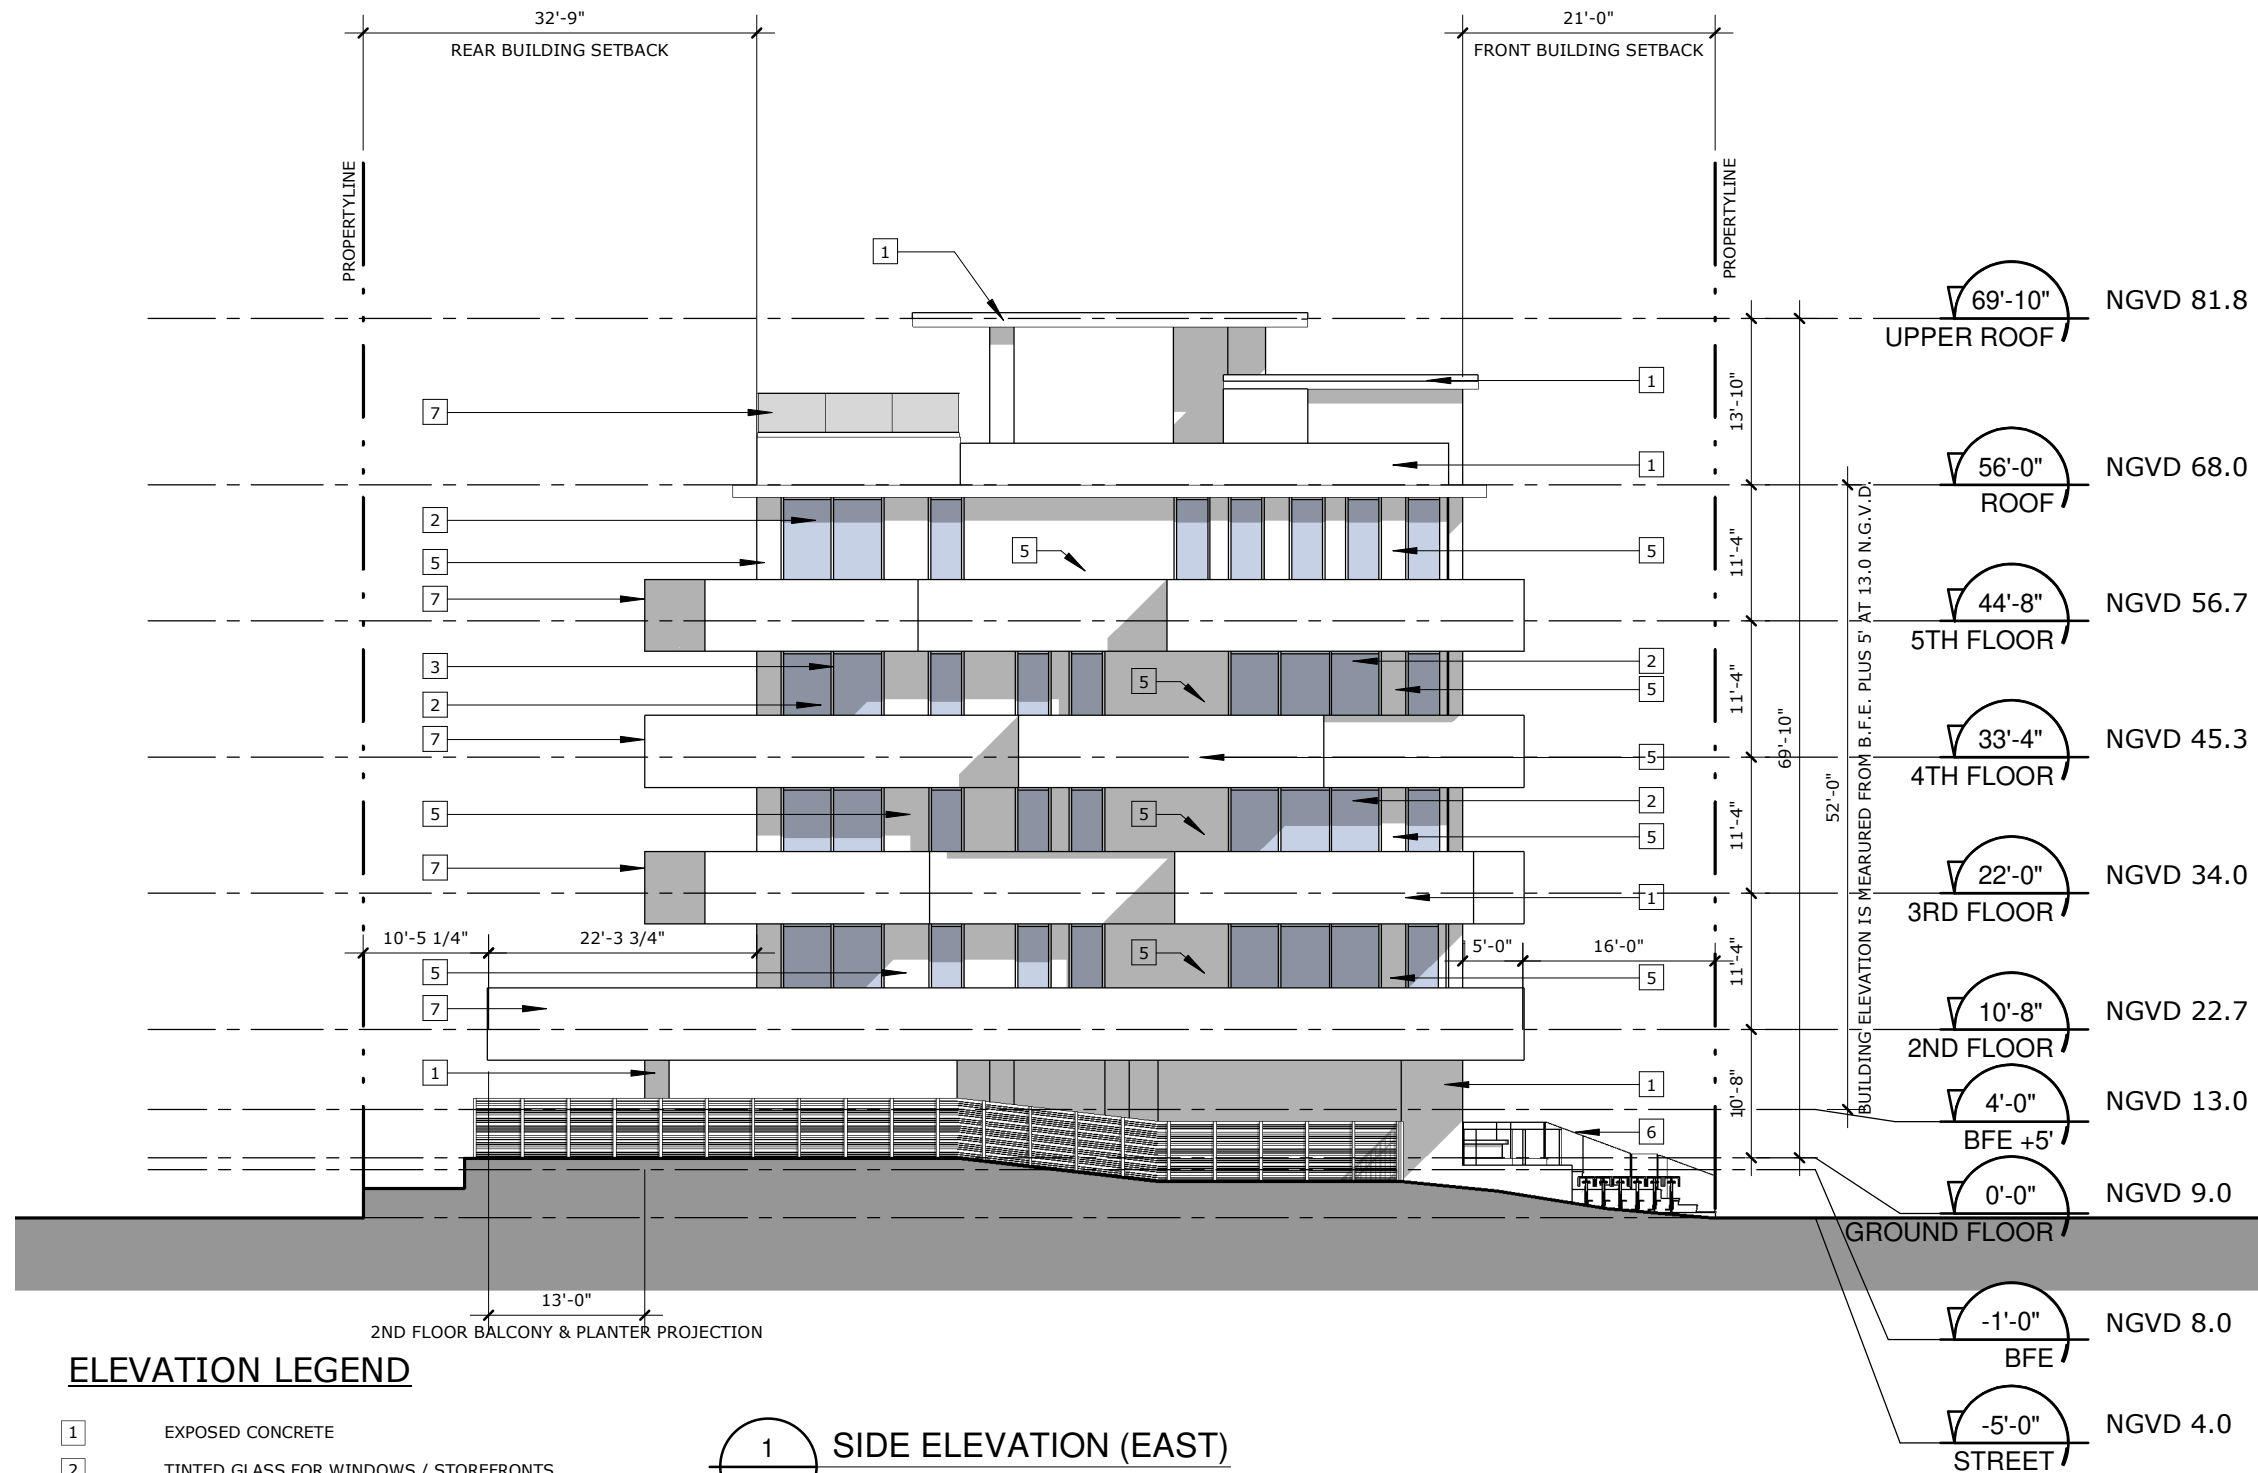 32'-9"
REAR BUILDING SETBACK
21'-0"
FRONT BUILDING SETBACK
PROPERTYLINE
PROPERTYLINE
1
69'-10"
UPPER ROOF
NGVD 81.8
7
1
13'-10"
1
56'-0"
ROOF
NGVD 68.0
2
5
5
5
11'-4"
7
44'-8"
5TH FLOOR
NGVD 56.7
3
2
2
5
5
11'-4"
7
5
69'-10"
33'-4"
4TH FLOOR
NGVD 45.3
5
5
2
5
11'-4"
52'-0"
BUILDING ELEVATION IS MEARURED FROM B.F.E. PLUS 5' AT 13.0 N.G.V.D.
7
1
22'-0"
3RD FLOOR
NGVD 34.0
10'-5 1/4"
22'-3 3/4"
5'-0"
16'-0"
5
5
5
11'-4"
7
10'-8"
2ND FLOOR
NGVD 22.7
1
1
10'-8"
4'-0"
BFE +5'
NGVD 13.0
6
0'-0"
GROUND FLOOR
NGVD 9.0
13'-0"
2ND FLOOR BALCONY & PLANTER PROJECTION
-1'-0"
BFE
NGVD 8.0
-5'-0"
STREET
NGVD 4.0
ELEVATION LEGEND
1 EXPOSED CONCRETE
2 TINTED GLASS FOR WINDOWS / STOREFRONTS
1 SIDE ELEVATION (EAST)